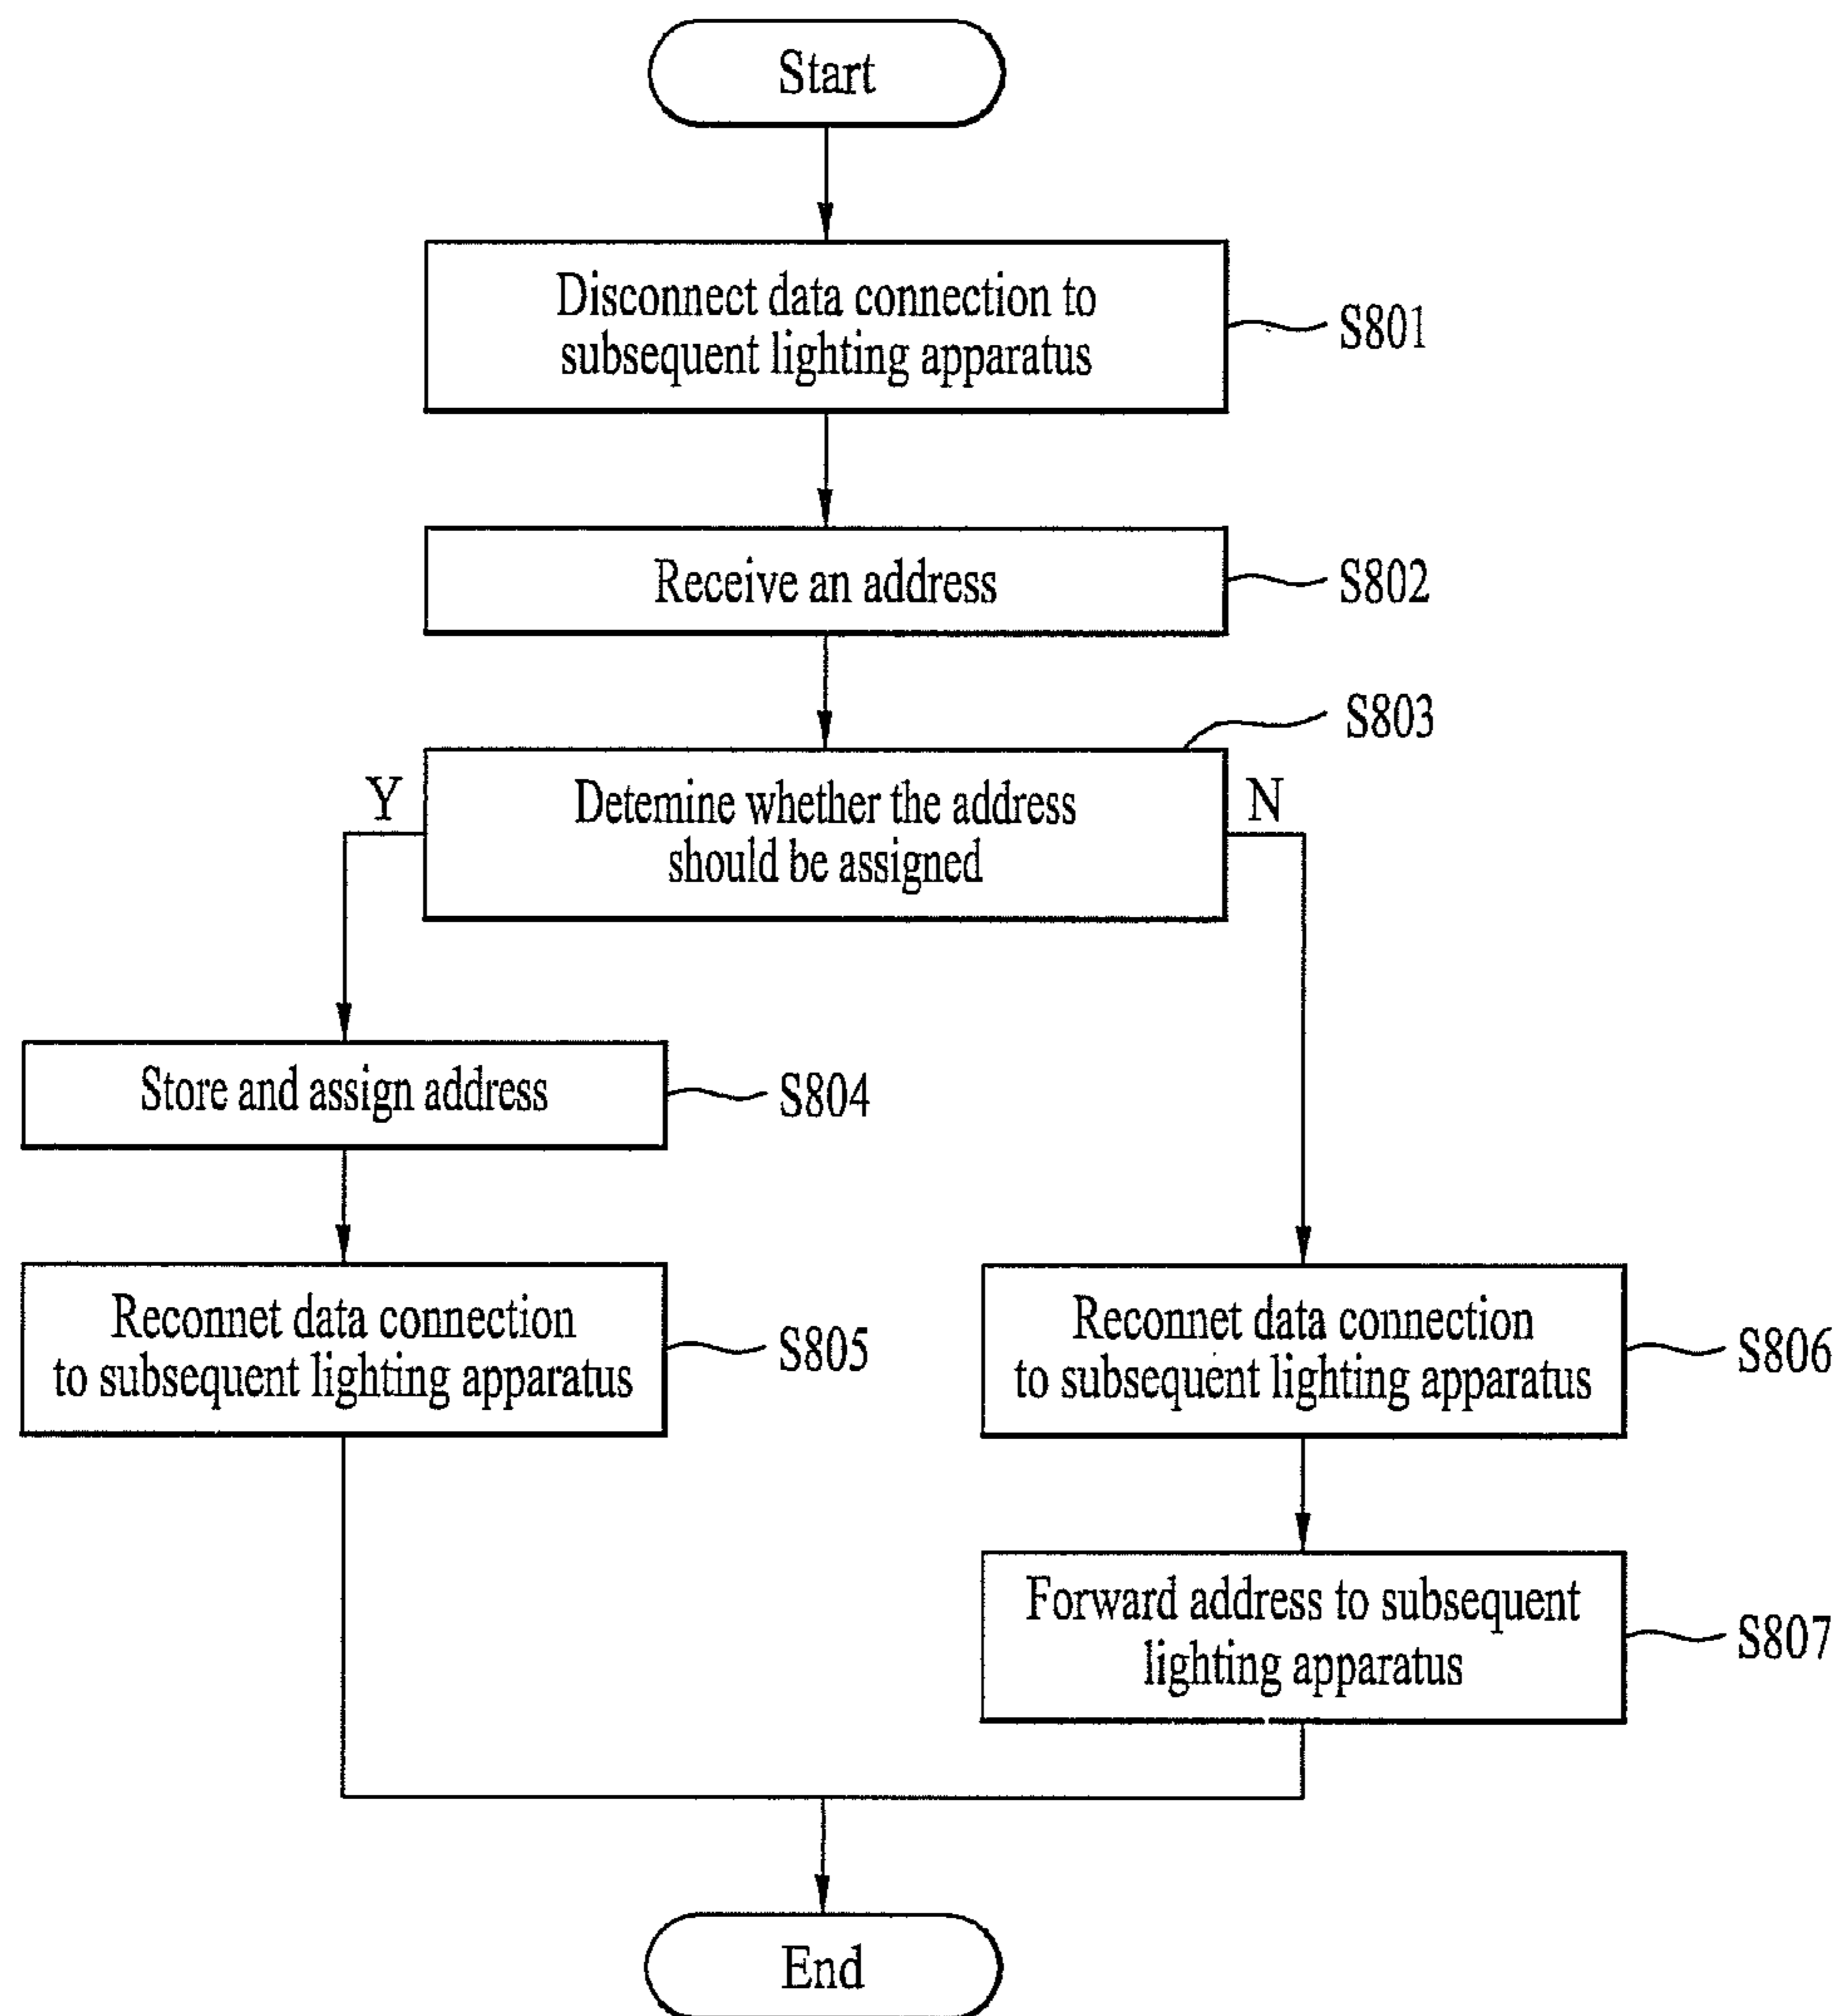 Start
Disconnect data connection to
subsequent lighting apparatus
S801
Receive an address
S802
S803
Y
Detemine whether the address
should be assigned
N
Store and assign address
S804
Reconnet data connection
to subsequent lighting apparatus
S805
Reconnet data connection
to subsequent lighting apparatus
S806
Forward address to subsequent
lighting apparatus
S807
End